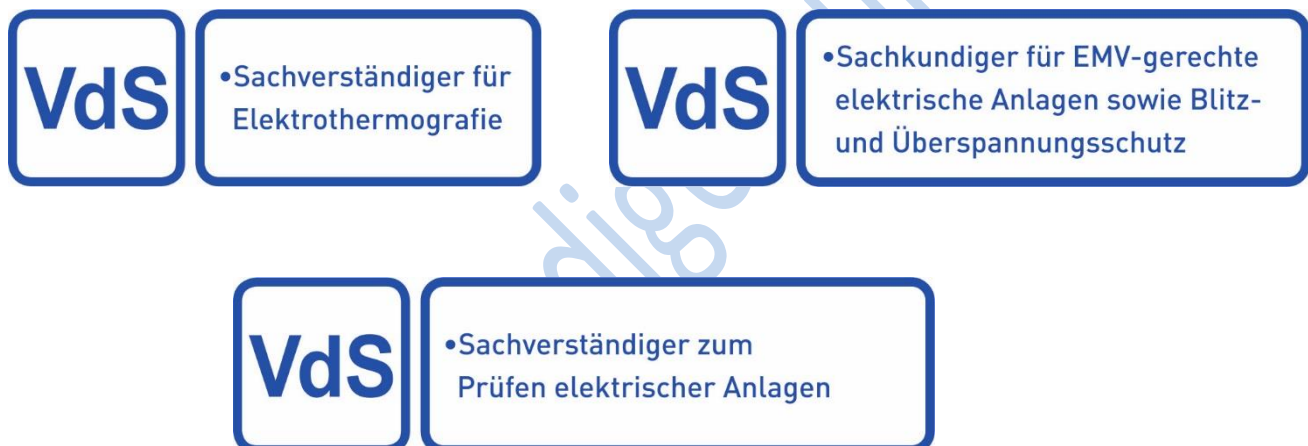 VdS
•Sachverständiger für
Elektrothermografie
VdS
•Sachkundiger für EMV-gerechte
elektrische Anlagen sowie Blitz-
und Überspannungsschutz
VdS
•Sachverständiger zum
Prüfen elektrischer Anlagen